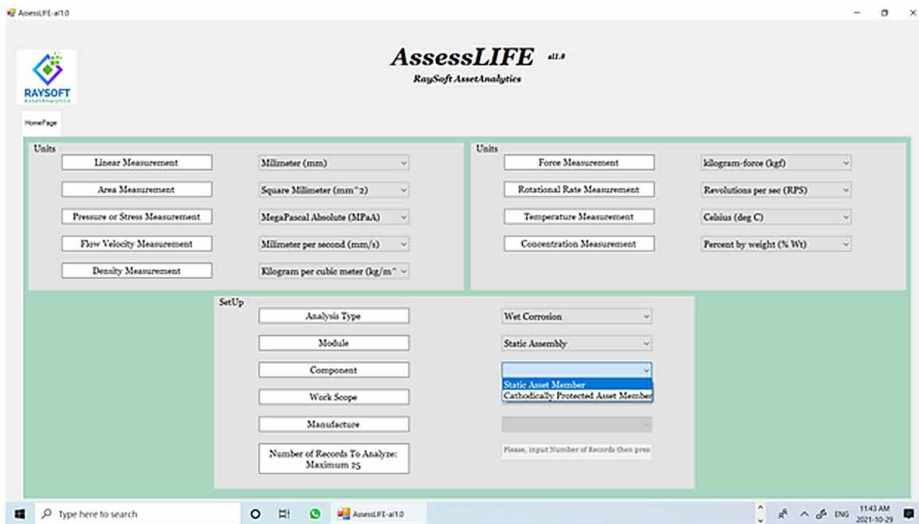 AssessLIFE-al1.0
AssessLIFE al1.0
RaySoft AssetAnalytics
RAYSOFT
AssetAnalytics
HomePage
Units
Linear Measurement
Milimeter (mm)
Area Measurement
Square Milimeter (mm^2)
Pressure or Stress Measurement
MegaPascal Absolute (MPaA)
Flow Velocity Measurement
Milimeter per second (mm/s)
Density Measurement
Kilogram per cubic meter (kg/m^
Units
Force Measurement
kilogram-force (kgf)
Rotational Rate Measurement
Revolutions per sec (RPS)
Temperature Measurement
Celsius (deg C)
Concentration Measurement
Percent by weight (% Wt)
SetUp
Analysis Type
Wet Corrosion
Module
Static Assembly
Component
Static Asset Member
Cathodically Protected Asset Member
Work Scope
Manufacture
Number of Records To Analyze:
Maximum 25
Please, input Number of Records then pres
Type here to search
AssessLIFE-al1.0
ENG
11:43 AM
2021-10-29